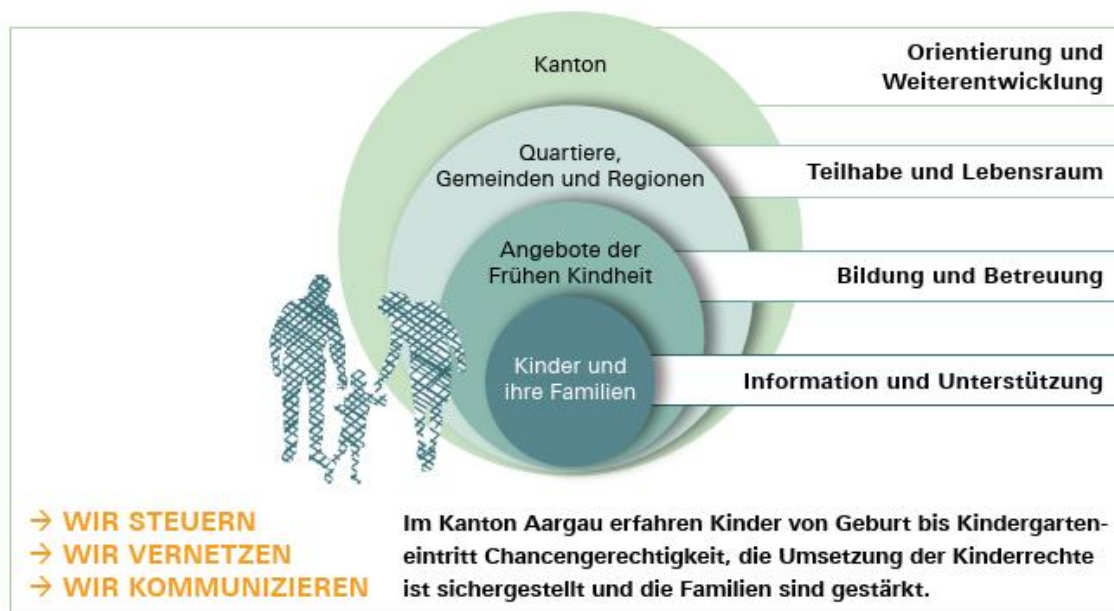 Kanton
Orientierung und
Weiterentwicklung
Quartiere,
Gemeinden und Regionen
Teilhabe und Lebensraum
Angebote der
Frühen Kindheit
Bildung und Betreuung
Kinder und
ihre Familien
Information und Unterstützung
→ WIR STEUERN
→ WIR VERNETZEN
→ WIR KOMMUNIZIEREN
Im Kanton Aargau erfahren Kinder von Geburt bis Kindergarten-
eintritt Chancengerechtigkeit, die Umsetzung der Kinderrechte
ist sichergestellt und die Familien sind gestärkt.